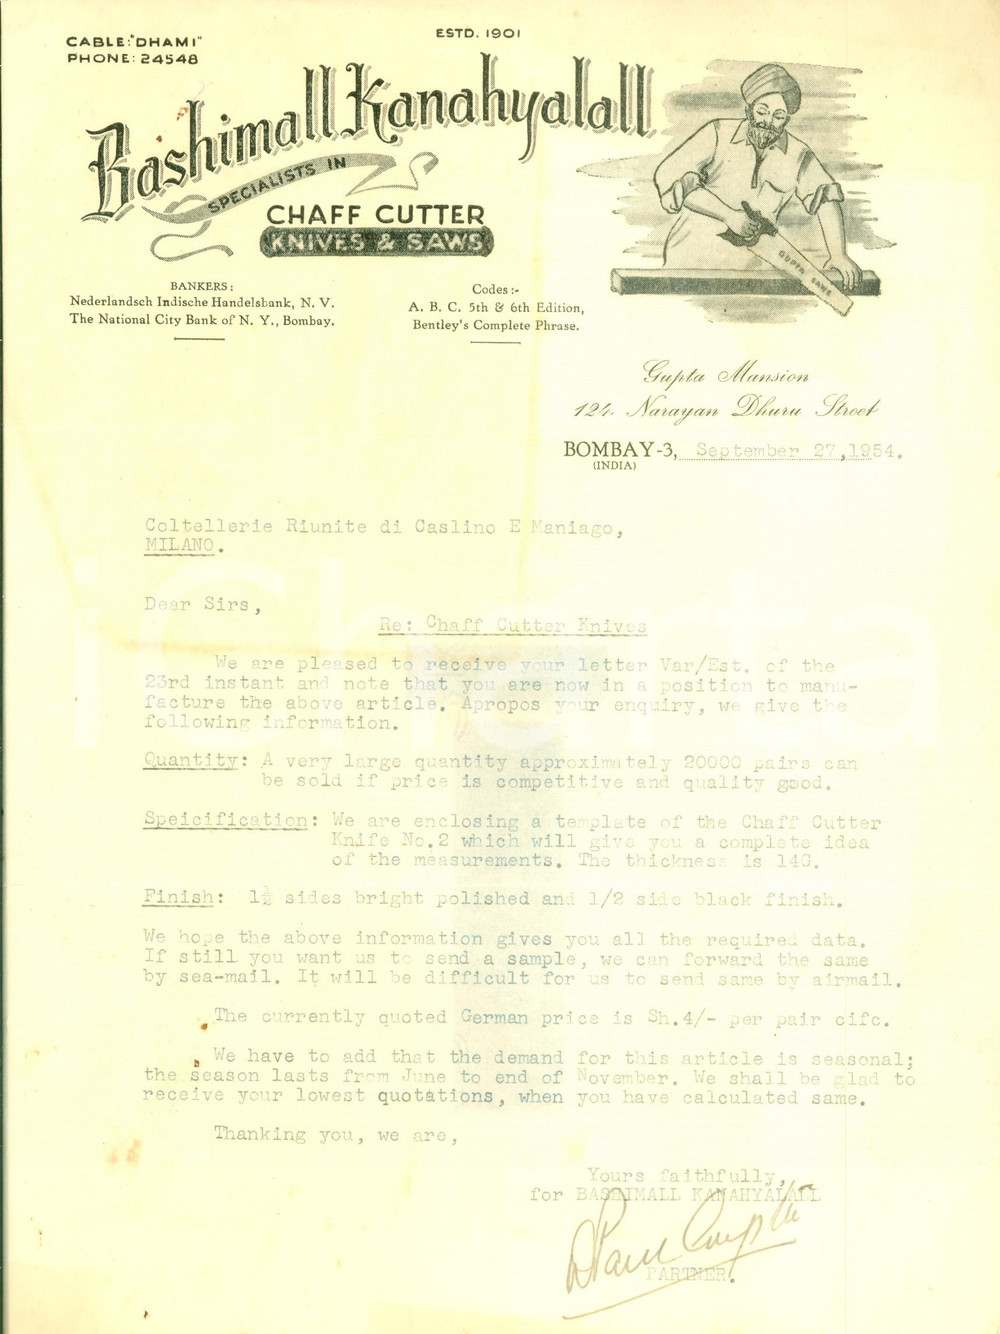 CABLE: "DHAMI"
PHONE: 24548
ESTD. 1901
Bashimall Kanahyalall
SPECIALISTS IN
CHAFF CUTTER
KNIVES & SAWS
GUPTA SAWS
BANKERS:
Nederlandsch Indische Handelsbank, N. V.
The National City Bank of N. Y., Bombay.
Codes :-
A. B. C. 5th & 6th Edition,
Bentley's Complete Phrase.
Gupta Mansion
124, Narayan Dhuru Street
BOMBAY-3, September 27, 1954.
(INDIA)
Coltellerie Riunite di Caslino E Maniago,
MILANO.
Dear Sirs,
Re: Chaff Cutter Knives
We are pleased to receive your letter Var/Est. of the
23rd instant and note that you are now in a position to manu-
facture the above article. Apropos your enquiry, we give the
following information.
Quantity: A very large quantity approximately 20000 pairs can
be sold if price is competitive and quality good.
Speicification: We are enclosing a template of the Chaff Cutter
Knife No.2 which will give you a complete idea
of the measurements. The thickness is 14G.
Finish: 1½ sides bright polished and 1/2 side black finish.
We hope the above information gives you all the required data.
If still you want us to send a sample, we can forward the same
by sea-mail. It will be difficult for us to send same by airmail.
The currently quoted German price is Sh.4/- per pair cifc.
We have to add that the demand for this article is seasonal;
the season lasts from June to end of November. We shall be glad to
receive your lowest quotations, when you have calculated same.
Thanking you, we are,
Yours faithfully,
for BASHIMALL KANAHYALALL
PARTNER.